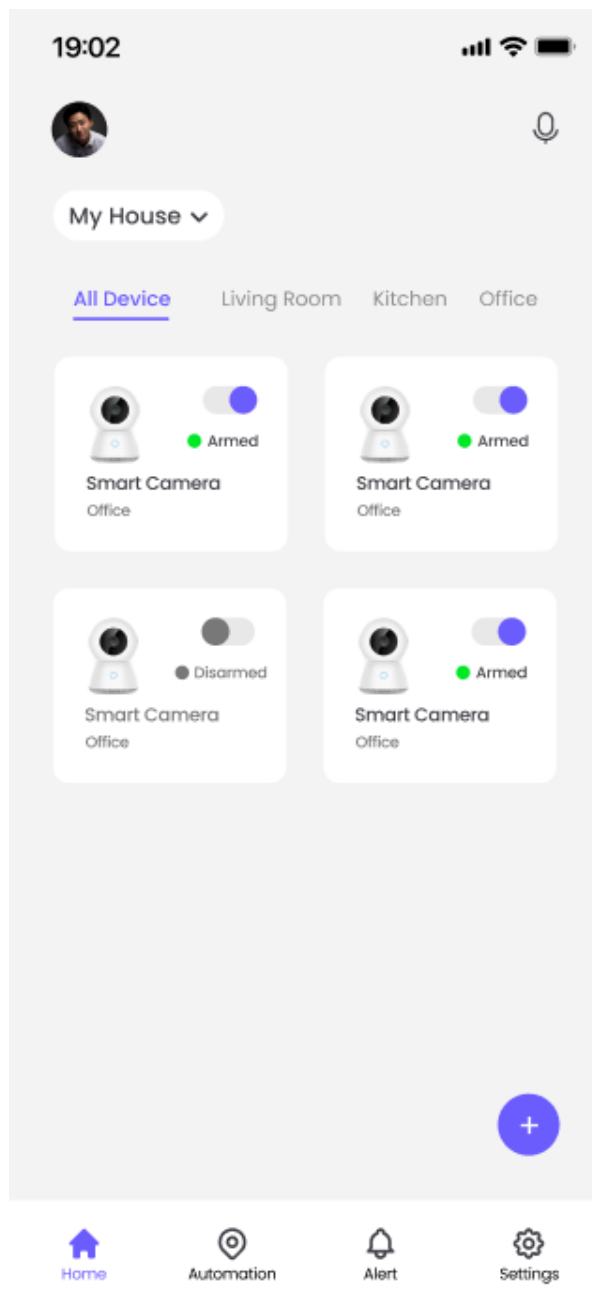 19:02
My House
All Device Living Room Kitchen Office
Armed Armed
Smart Camera Smart Camera
Office Office
Disarmed Armed
Smart Camera Smart Camera
Office Office
+
Home Automation Alert Settings